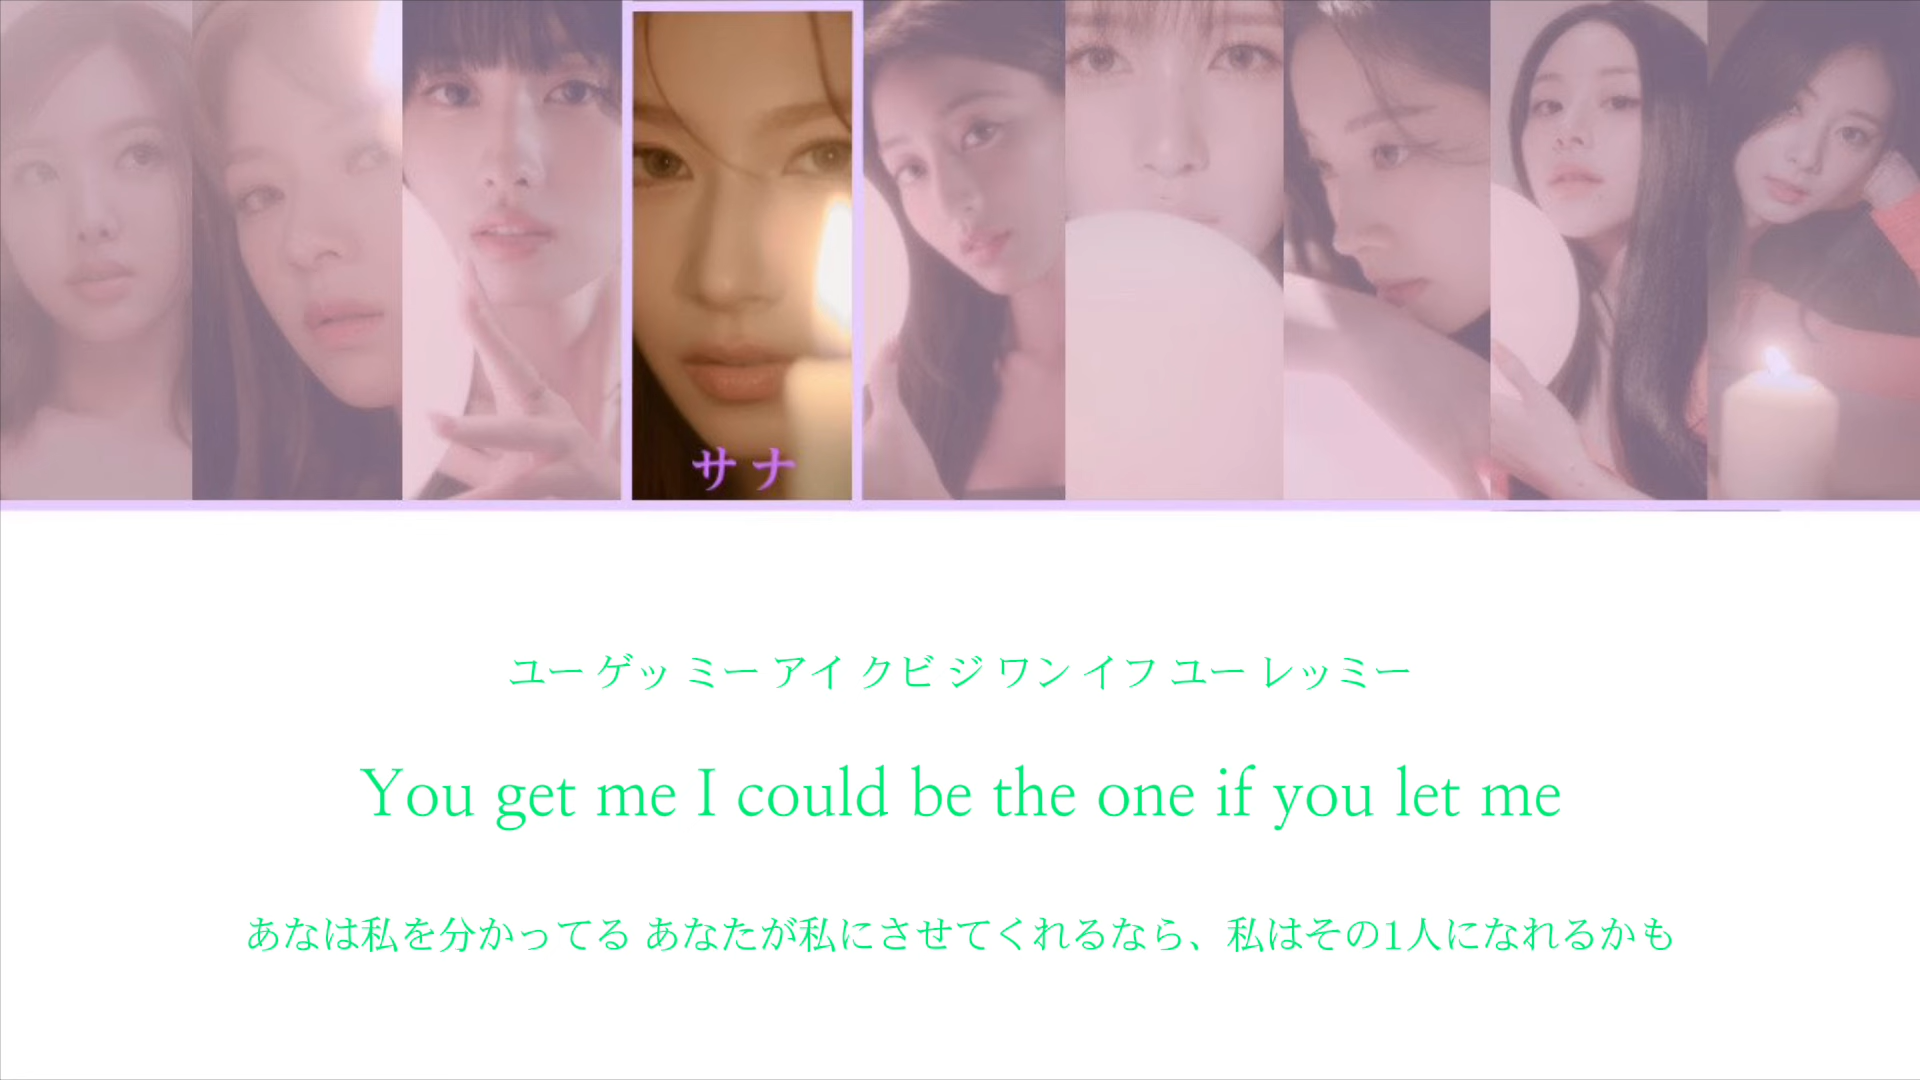 サナ
ユー ゲッ ミー アイ クビ ジ ワン イフ ユー レッミー
You get me I could be the one if you let me
あなは私を分かってる あなたが私にさせてくれるなら、私はその1人になれるかも